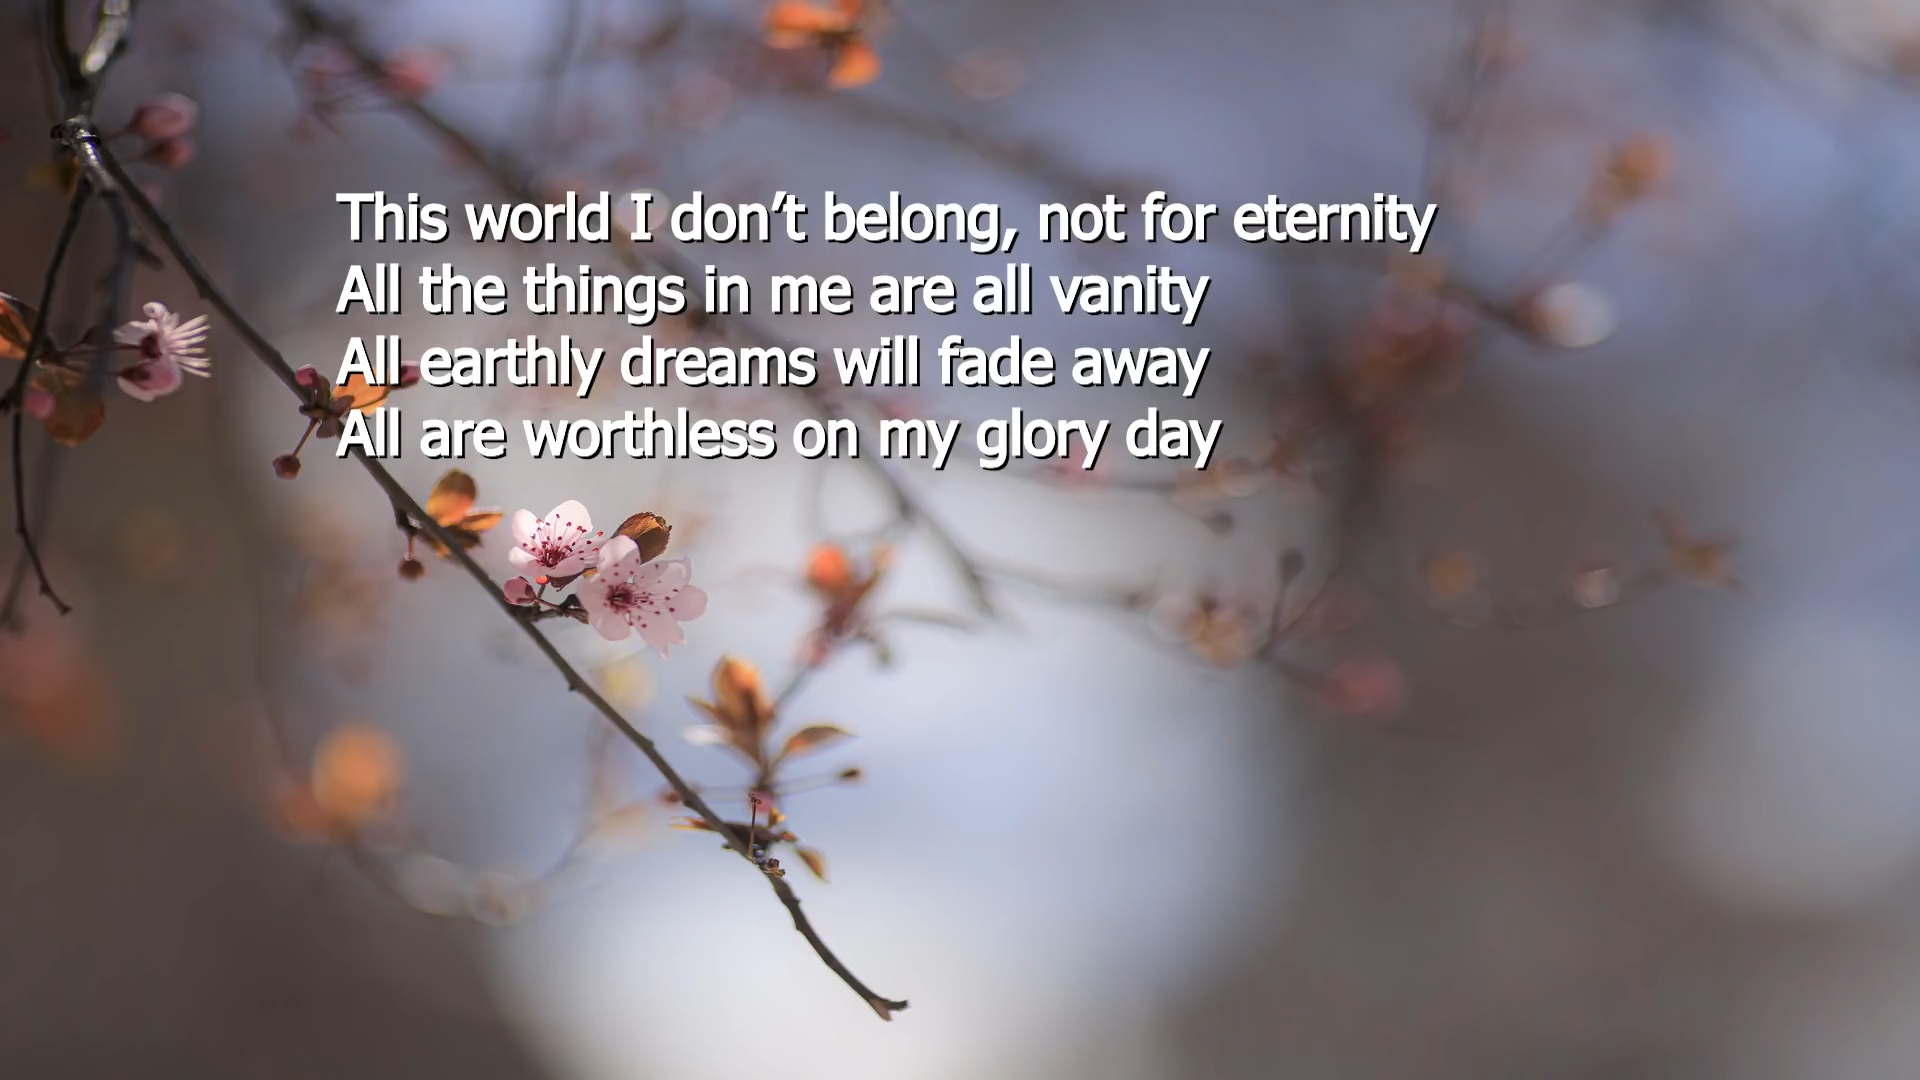 This world I don’t belong, not for eternity
All the things in me are all vanity
All earthly dreams will fade away
All are worthless on my glory day